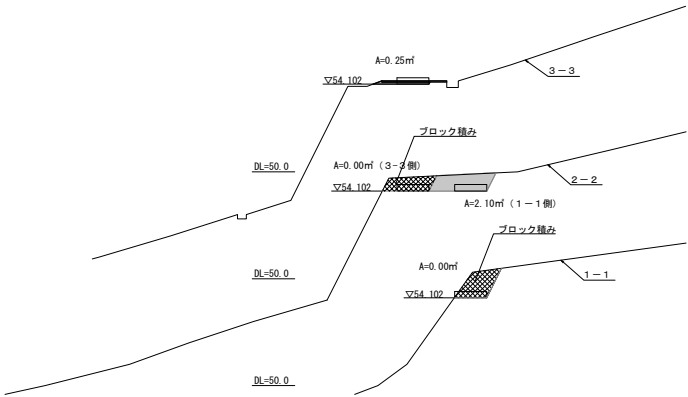 A=0.25㎡
3－3
▽54.102
ブロック積み
DL=50.0
A=0.00㎡（3-3側）
2－2
▽54.102
A=2.10㎡（1－1側）
ブロック積み
A=0.00㎡
DL=50.0
1－1
▽54.102
DL=50.0